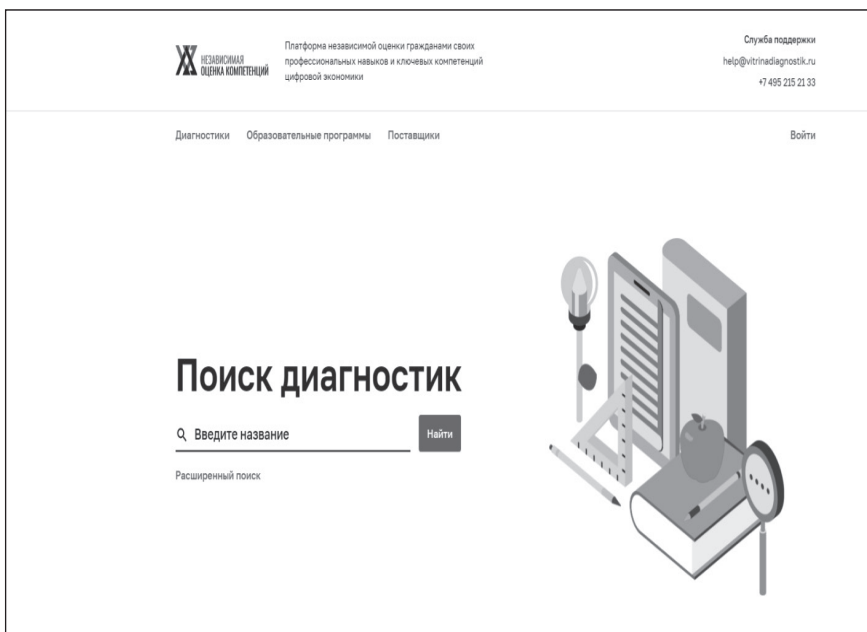 НЕЗАВИСИМАЯ
ОЦЕНКА КОМПЕТЕНЦИЙ
Платформа независимой оценки гражданами своих
профессиональных навыков и ключевых компетенций
цифровой экономики
Служба поддержки
help@vitrinadiagnostik.ru
+7 495 215 21 33
Диагностики Образовательные программы Поставщики Войти
Поиск диагностик
Введите название Найти
Расширенный поиск